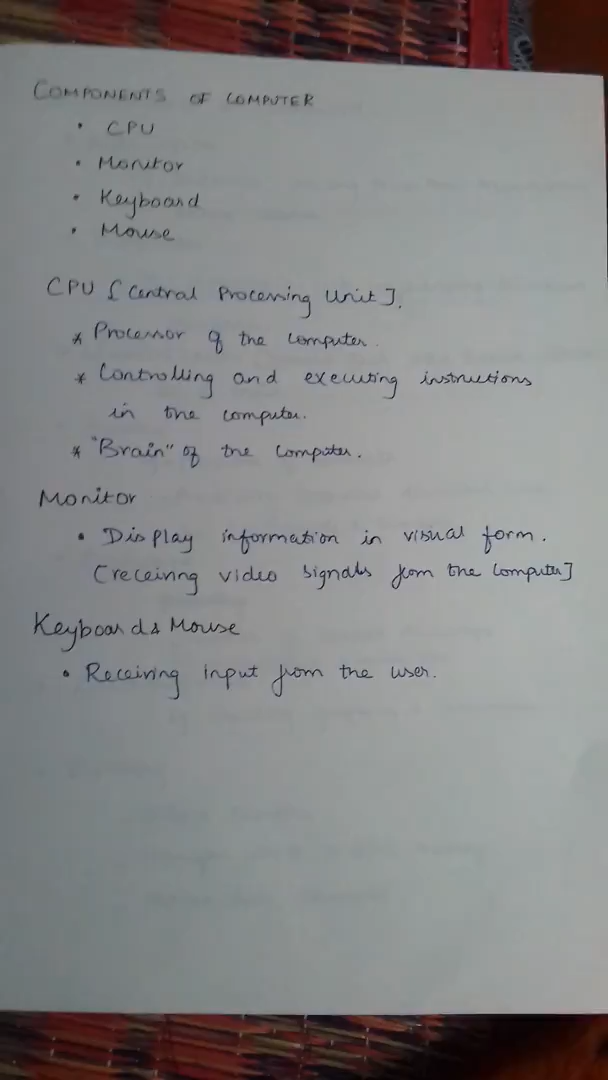 COMPONENTS OF COMPUTER
• CPU
• Monitor
• Keyboard
• Mouse
CPU [Central Processing Unit].
* Processor of the computer.
* Controlling and executing instructions
in the computer.
* "Brain" of the computer.
Monitor
• Display information in visual form.
(receiving video signals from the computer]
Keyboard & Mouse
• Receiving input from the user.